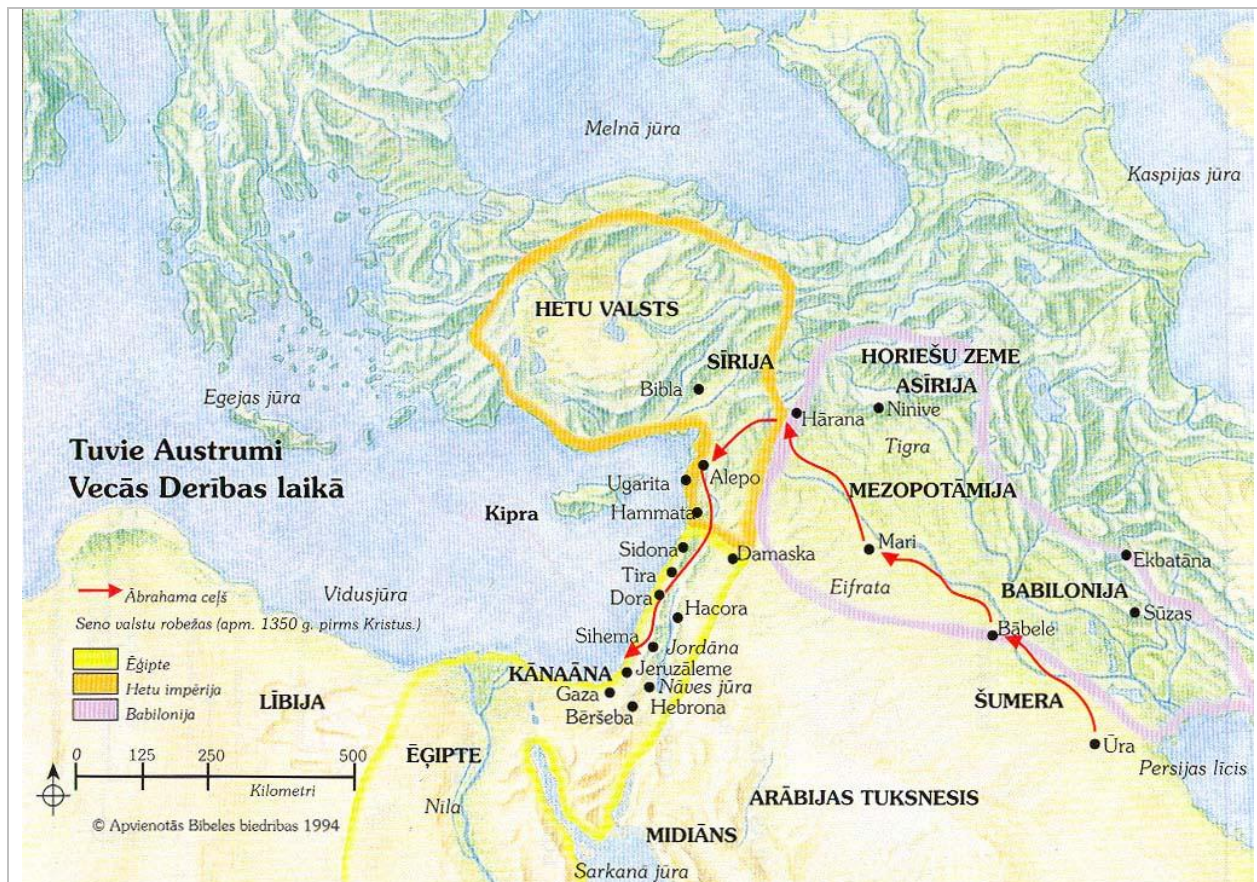 Melnā jūra
Kaspijas jūra
HETU VALSTS
SĪRIJA
HORIEŠU ZEME
ASĪRIJA
Bibla
Ninive
Hārana
Egejas jūra
Tigra
Tuvie Austrumi
Vecās Derības laikā
Alepo
Ugarita
MEZOPOTĀMIJA
Kipra
Hammata
Mari
Sidona
Damaska
Ekbatāna
Tira
Eifrata
BABILONIJA
Ābrahama ceļš
Vidusjūra
Dora
Hacora
Sūzas
Seno valstu robežas (apm. 1350 g. pirms Kristus.)
Sihema
Jordāna
Bābele
Ēģipte
KĀNAĀNA
Jeruzāleme
Hetu impērija
LĪBIJA
Gaza
Nāves jūra
ŠUMERA
Babilonija
Bēršeba
Hebrona
Ūra
0 125 250 500
ĒĢIPTE
Persijas līcis
Kilometri
Nīla
ARĀBIJAS TUKSNESIS
© Apvienotās Bībeles biedrības 1994
MIDIĀNS
Sarkanā jūra